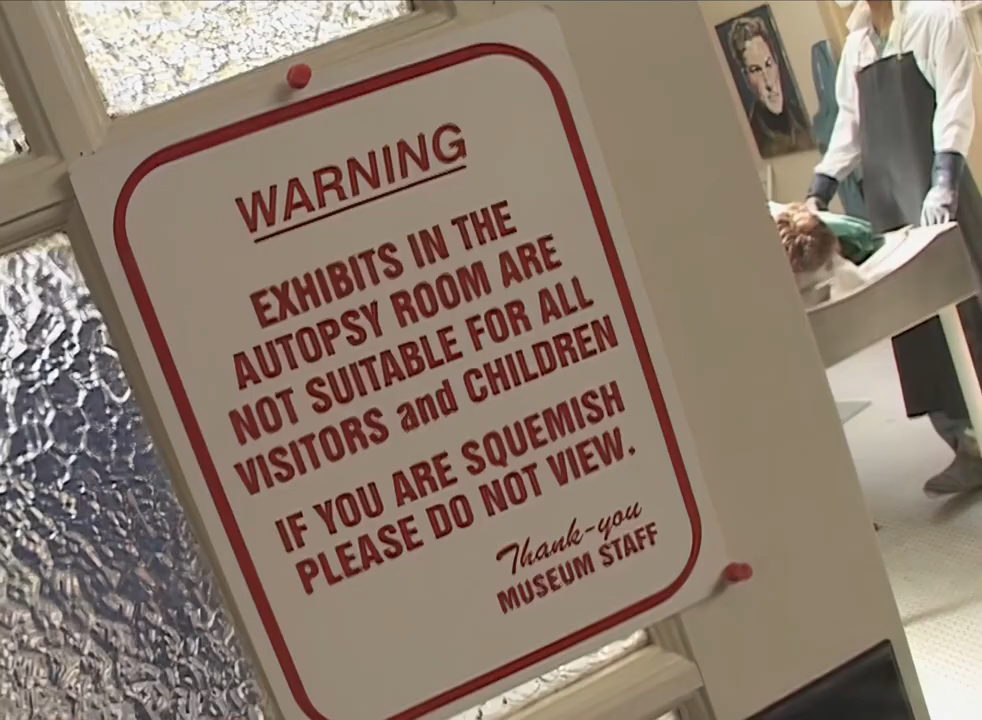 WARNING
EXHIBITS IN THE
AUTOPSY ROOM ARE
NOT SUITABLE FOR ALL
VISITORS and CHILDREN
IF YOU ARE SQUEMISH
PLEASE DO NOT VIEW.
Thank-you
MUSEUM STAFF